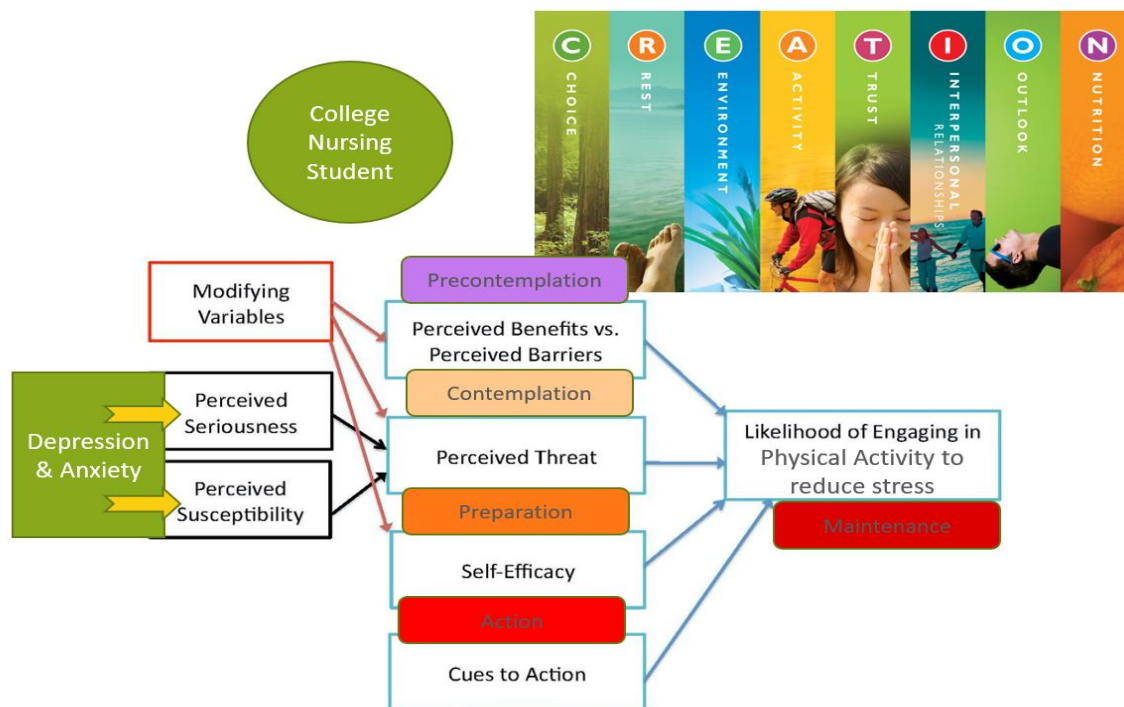 C
CHOICE
R
REST
E
ENVIRONMENT
A
ACTIVITY
T
TRUST
I
INTERPERSONAL
RELATIONSHIPS
O
OUTLOOK
N
NUTRITION
College
Nursing
Student
Modifying
Variables
Precontemplation
Perceived Benefits vs.
Perceived Barriers
Depression
& Anxiety
Perceived
Seriousness
Perceived
Susceptibility
Contemplation
Perceived Threat
Preparation
Self-Efficacy
Action
Cues to Action
Likelihood of Engaging in
Physical Activity to
reduce stress
Maintenance